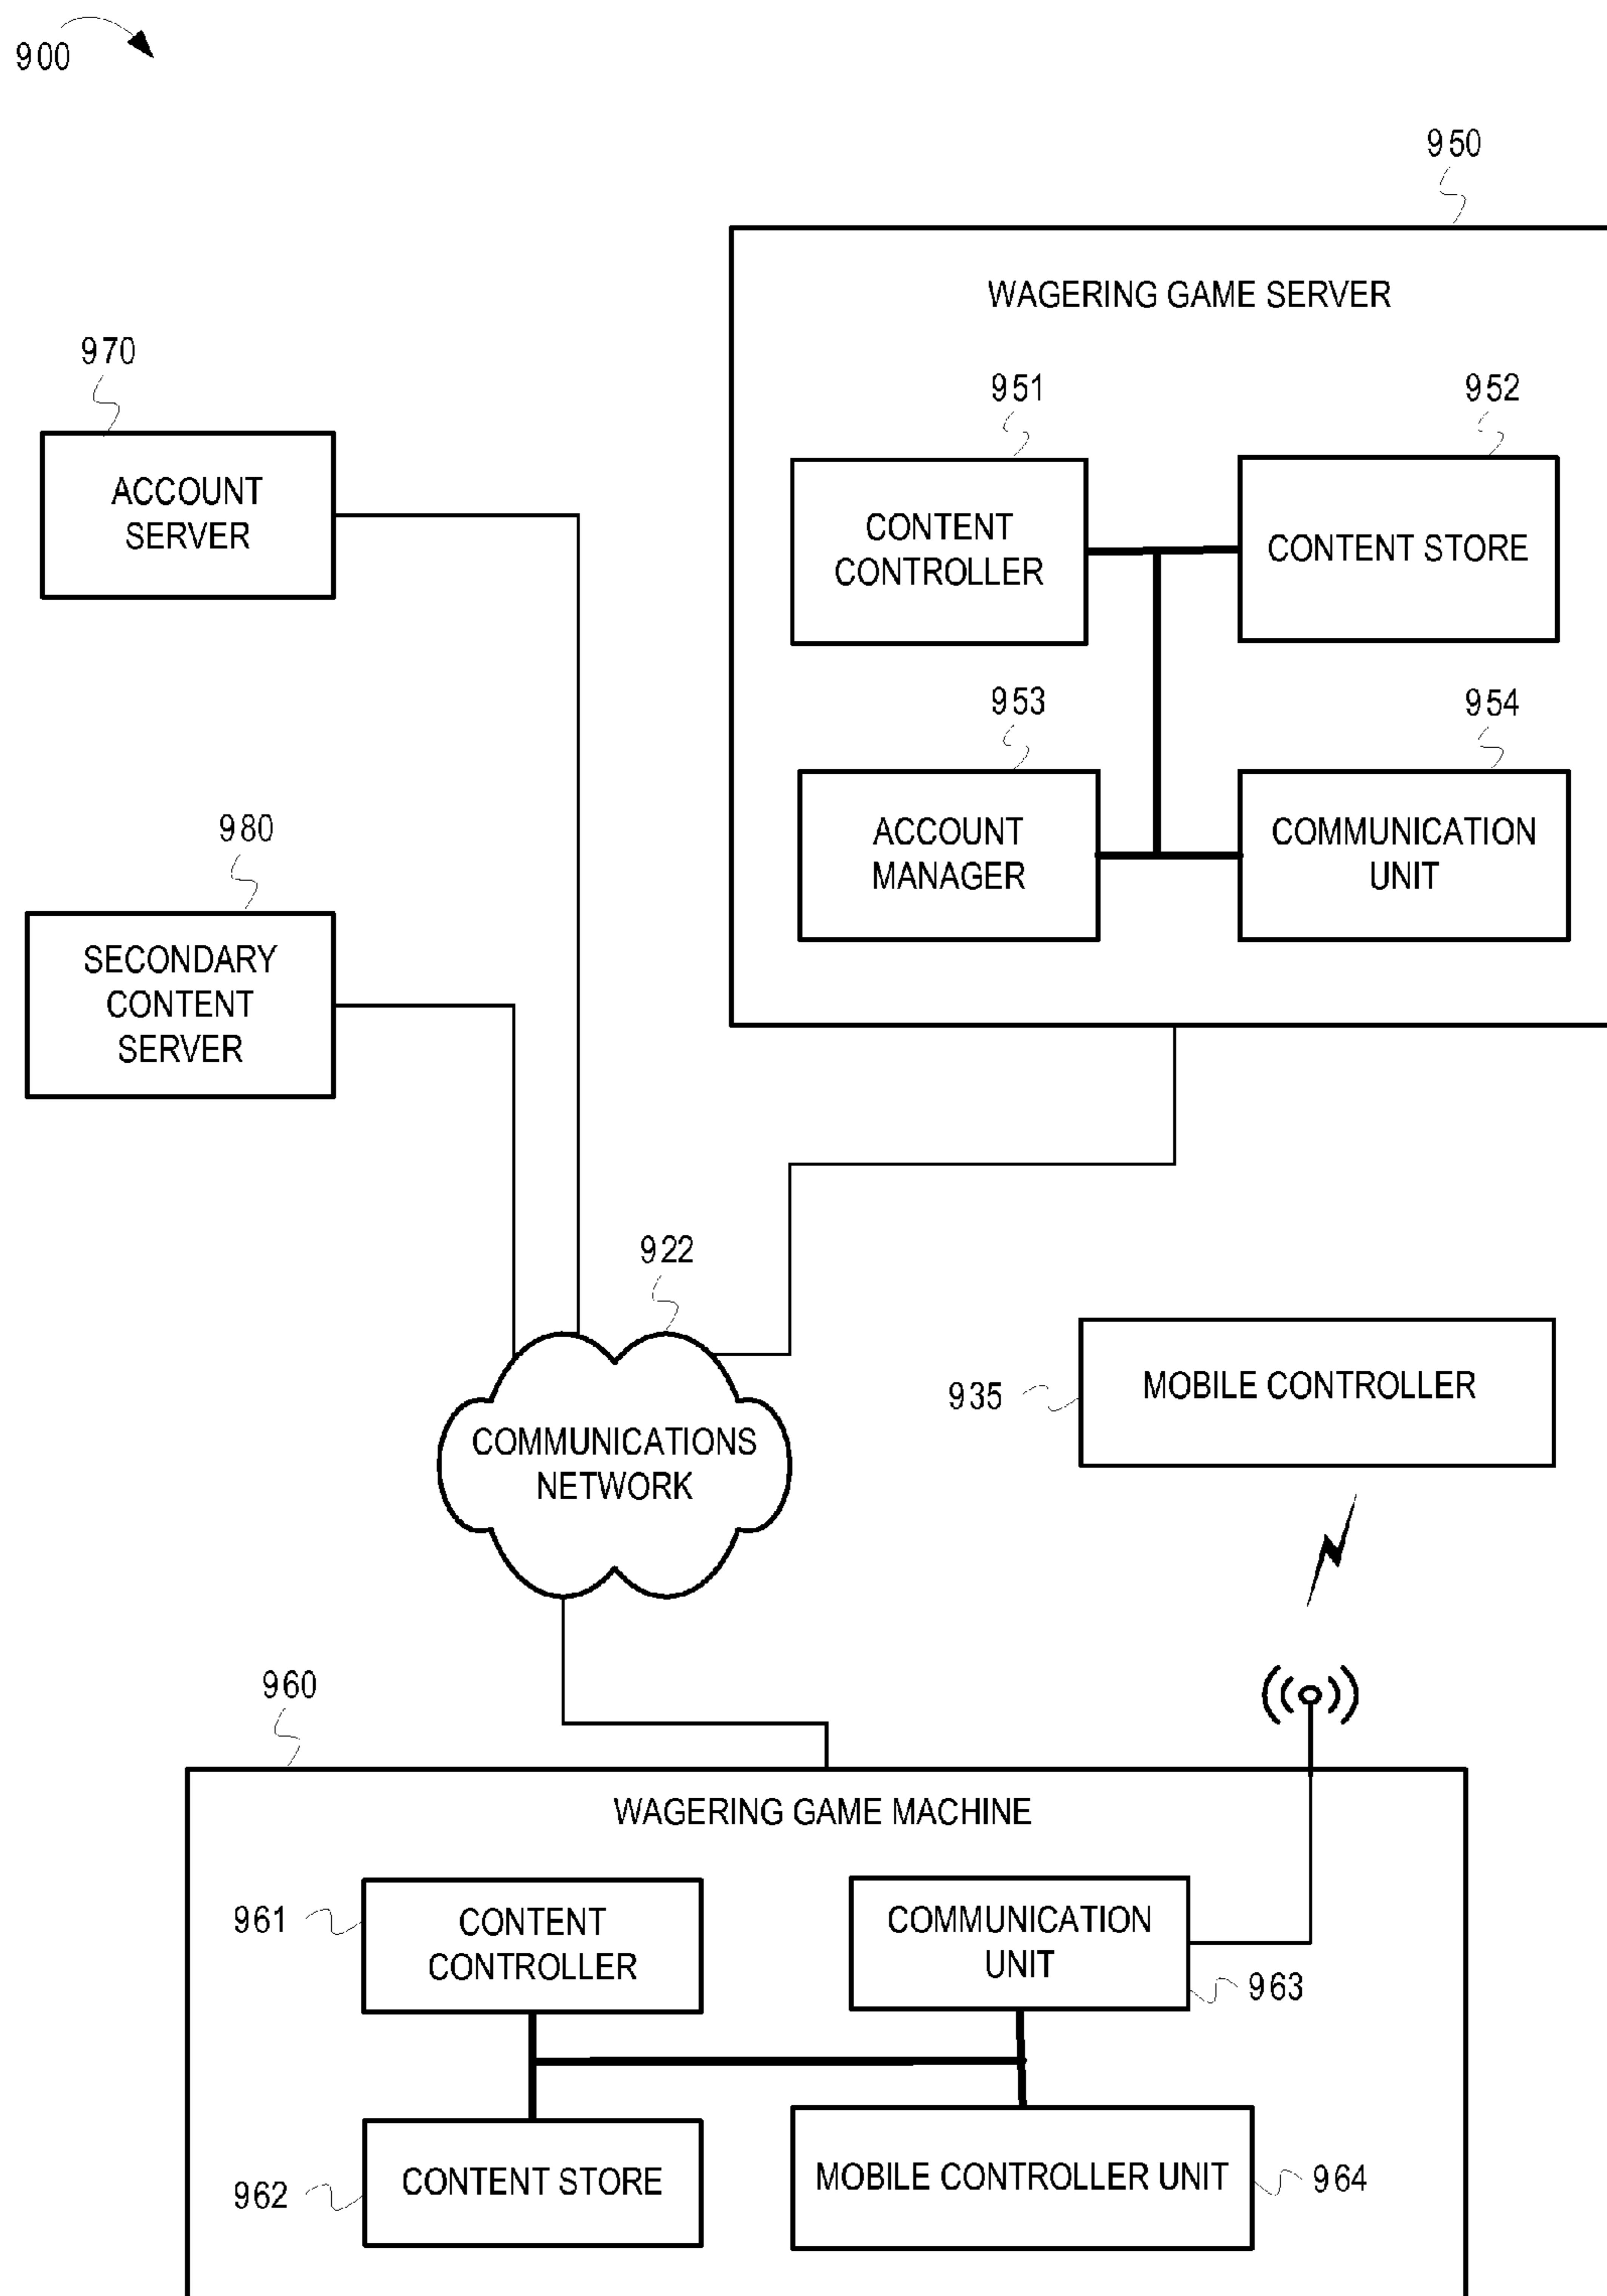 900
950
WAGERING GAME SERVER
970
951
952
ACCOUNT
SERVER
CONTENT
CONTROLLER
CONTENT STORE
953
954
980
ACCOUNT
MANAGER
COMMUNICATION
UNIT
SECONDARY
CONTENT
SERVER
922
935
MOBILE CONTROLLER
COMMUNICATIONS
NETWORK
960
WAGERING GAME MACHINE
961
CONTENT
CONTROLLER
COMMUNICATION
UNIT
963
962
CONTENT STORE
MOBILE CONTROLLER UNIT
964